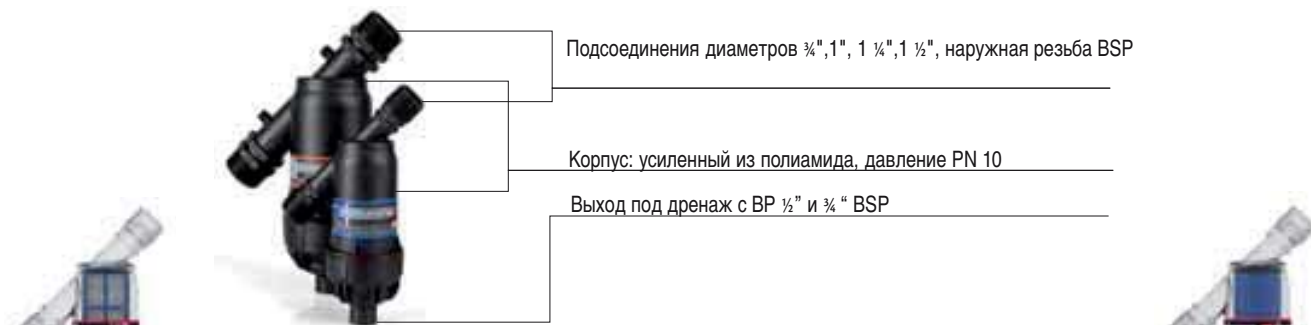 Подсоединения диаметров ¾",1", 1 ¼",1 ½", наружная резьба BSP
Корпус: усиленный из полиамида, давление PN 10
Выход под дренаж с ВР ½” и ¾ “ BSP